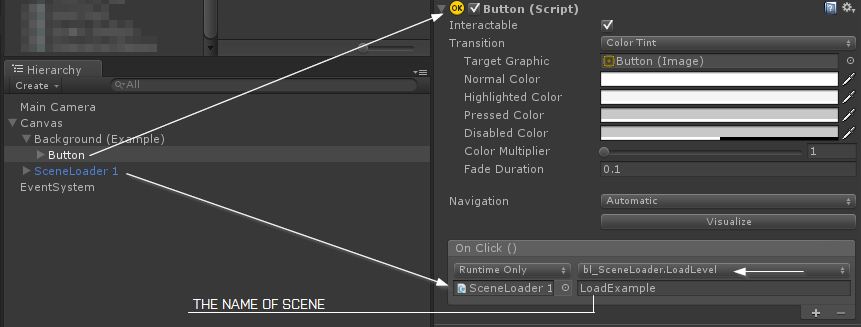 Hierarchy
Create
All
Main Camera
Canvas
Background (Example)
Button
SceneLoader 1
EventSystem
THE NAME OF SCENE
OK Button (Script)
Interactable
Transition
Color Tint
Target Graphic
Button (Image)
Normal Color
Highlighted Color
Pressed Color
Disabled Color
Color Multiplier
1
Fade Duration
0.1
Navigation
Automatic
Visualize
On Click ()
Runtime Only
bl_SceneLoader.LoadLevel
SceneLoader 1
LoadExample